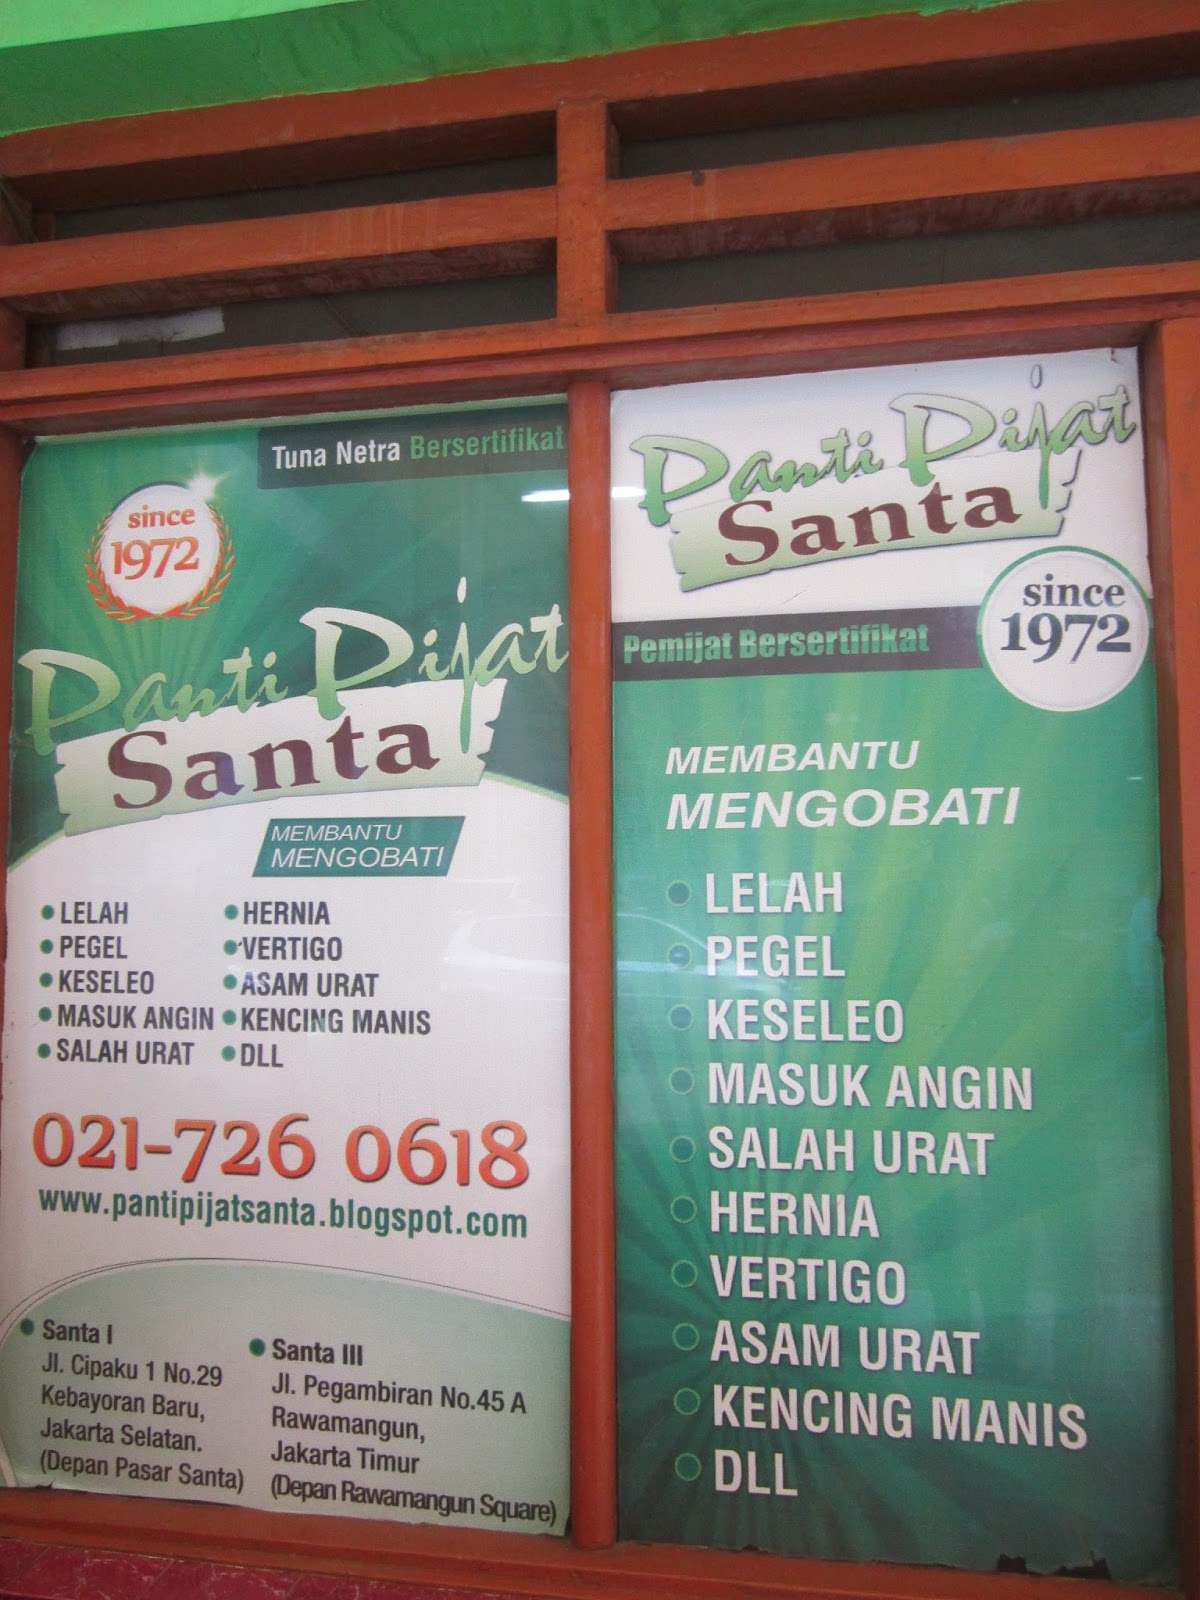 Tuna Netra Bersertifikat
since
1972
Panti Pijat
Santa
MEMBANTU
MENGOBATI
LELAH
PEGEL
KESELEO
MASUK ANGIN
SALAH URAT
HERNIA
VERTIGO
ASAM URAT
KENCING MANIS
DLL
021-726 0618
www.pantipijatsanta.blogspot.com
Santa I
Jl. Cipaku 1 No.29
Kebayoran Baru,
Jakarta Selatan.
(Depan Pasar Santa)
Santa III
Jl. Pegambiran No.45 A
Rawamangun,
Jakarta Timur
(Depan Rawamangun Square)
Panti Pijat
Santa
since
1972
Pemijat Bersertifikat
MEMBANTU
MENGOBATI
LELAH
PEGEL
KESELEO
MASUK ANGIN
SALAH URAT
HERNIA
VERTIGO
ASAM URAT
KENCING MANIS
DLL